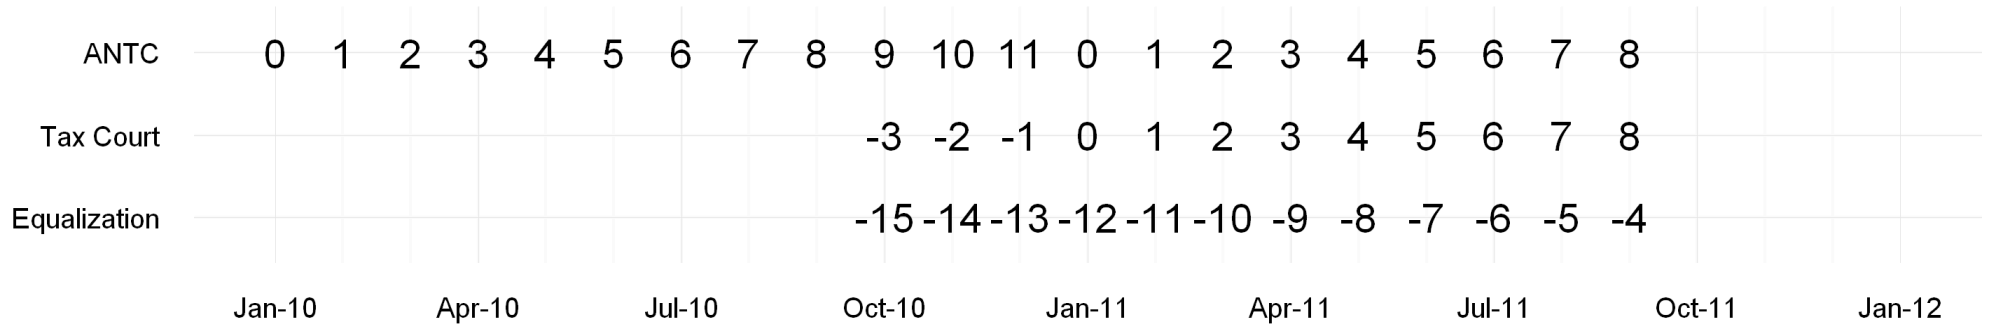 ANTC 0 1 2 3 4 5 6 7 8 9 10 11 0 1 2 3 4 5 6 7 8
Tax Court -3 -2 -1 0 1 2 3 4 5 6 7 8
Equalization -15 -14 -13 -12 -11 -10 -9 -8 -7 -6 -5 -4
Jan-10 Apr-10 Jul-10 Oct-10 Jan-11 Apr-11 Jul-11 Oct-11 Jan-12